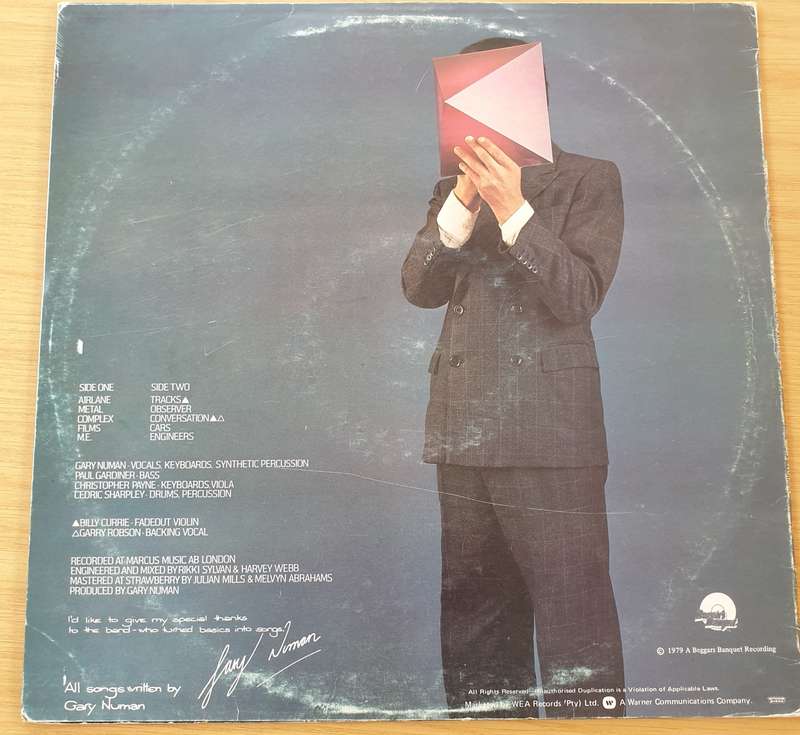 SIDE ONE SIDE TWO
AIRLANE TRACKS▲
METAL OBSERVER
COMPLEX CONVERSATION▲△
FILMS CARS
M.E. ENGINEERS
GARY NUMAN - VOCALS, KEYBOARDS, SYNTHETIC PERCUSSION
PAUL GARDINER - BASS
CHRISTOPHER PAYNE - KEYBOARDS, VIOLA
CEDRIC SHARPLEY - DRUMS, PERCUSSION
▲BILLY CURRIE - FADEOUT VIOLIN
△GARRY ROBSON - BACKING VOCAL
RECORDED AT MARCUS MUSIC AB LONDON
ENGINEERED AND MIXED BY RIKKI SYLVAN & HARVEY WEBB
MASTERED AT STRAWBERRY BY JULIAN MILLS & MELVYN ABRAHAMS
PRODUCED BY GARY NUMAN
I'd like to give my special thanks
to the band - who turned basics into songs.
Gary Numan
All songs written by
Gary Numan
© 1979 A Beggars Banquet Recording
All Rights Reserved Unauthorised Duplication is a Violation of Applicable Laws.
WEA Records (Pty) Ltd. W A Warner Communications Company.